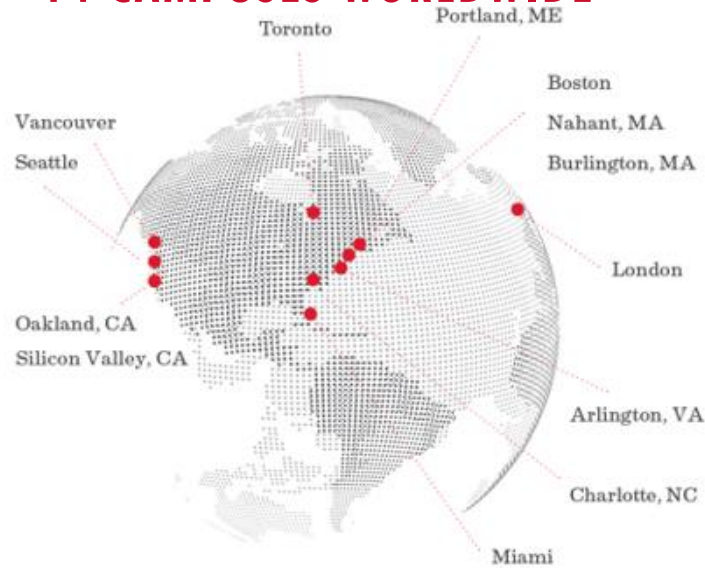 Portland, ME
Toronto
Boston
Vancouver
Nahant, MA
Seattle
Burlington, MA
London
Oakland, CA
Silicon Valley, CA
Arlington, VA
Charlotte, NC
Miami